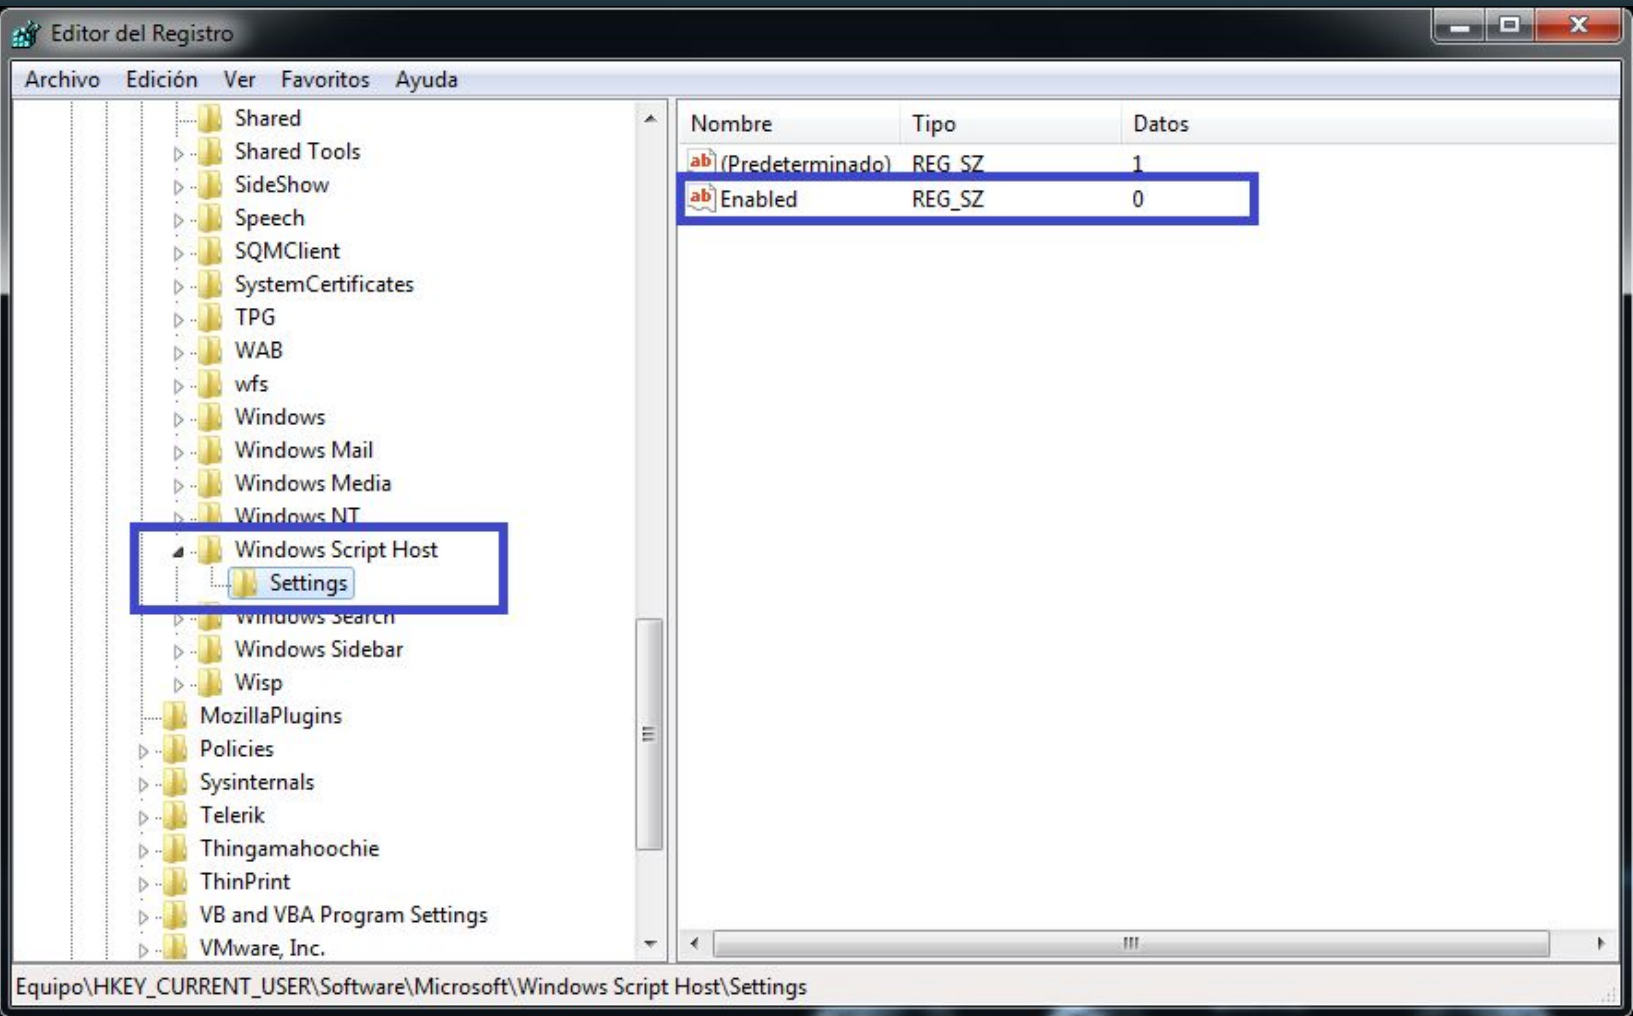 Editor del Registro
Archivo Edición Ver Favoritos Ayuda
Shared
Shared Tools
SideShow
Speech
SQMClient
SystemCertificates
TPG
WAB
wfs
Windows
Windows Mail
Windows Media
Windows NT
Windows Script Host
Settings
Windows Search
Windows Sidebar
Wisp
MozillaPlugins
Policies
Sysinternals
Telerik
Thingamahoochie
ThinPrint
VB and VBA Program Settings
VMware, Inc.
Nombre Tipo Datos
(Predeterminado) REG_SZ 1
Enabled REG_SZ 0
Equipo\HKEY_CURRENT_USER\Software\Microsoft\Windows Script Host\Settings